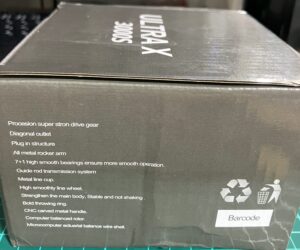 ULTRA X
3000S
Procession super stron drive gear
Diagonal outlet
Plug in structure
All metal rocker arm
7+1 high smooth bearings ensure more smooth operation.
Guide rod transmission system
Metal line cup.
High smoothly line wheel.
Strengthen the main body, Stable and not shaking
Bold throwing ring.
CNC carved metal handle.
Computer balanced rotor.
Microcomputer adjustal balance wire shelf.
Barcode